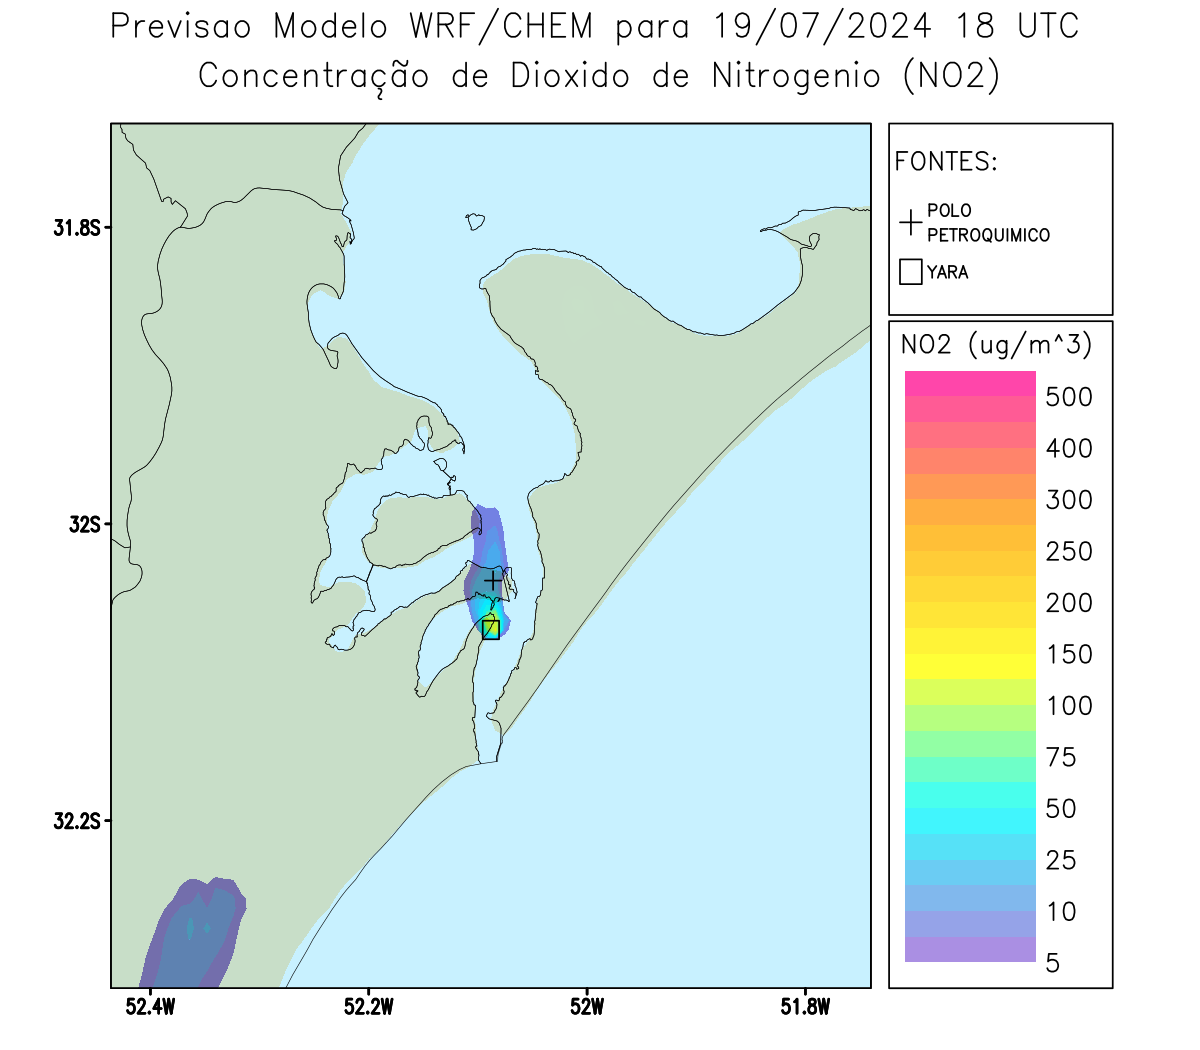 Previsao Modelo WRF/CHEM para 19/07/2024 18 UTC
Concentração de Dioxido de Nitrogenio (NO2)
FONTES:
POLO
PETROQUIMICO
YARA
NO2 (ug/m^3)
500
400
300
250
200
150
100
75
50
25
10
5
31.8S
32S
32.2S
52.4W
52.2W
52W
51.8W